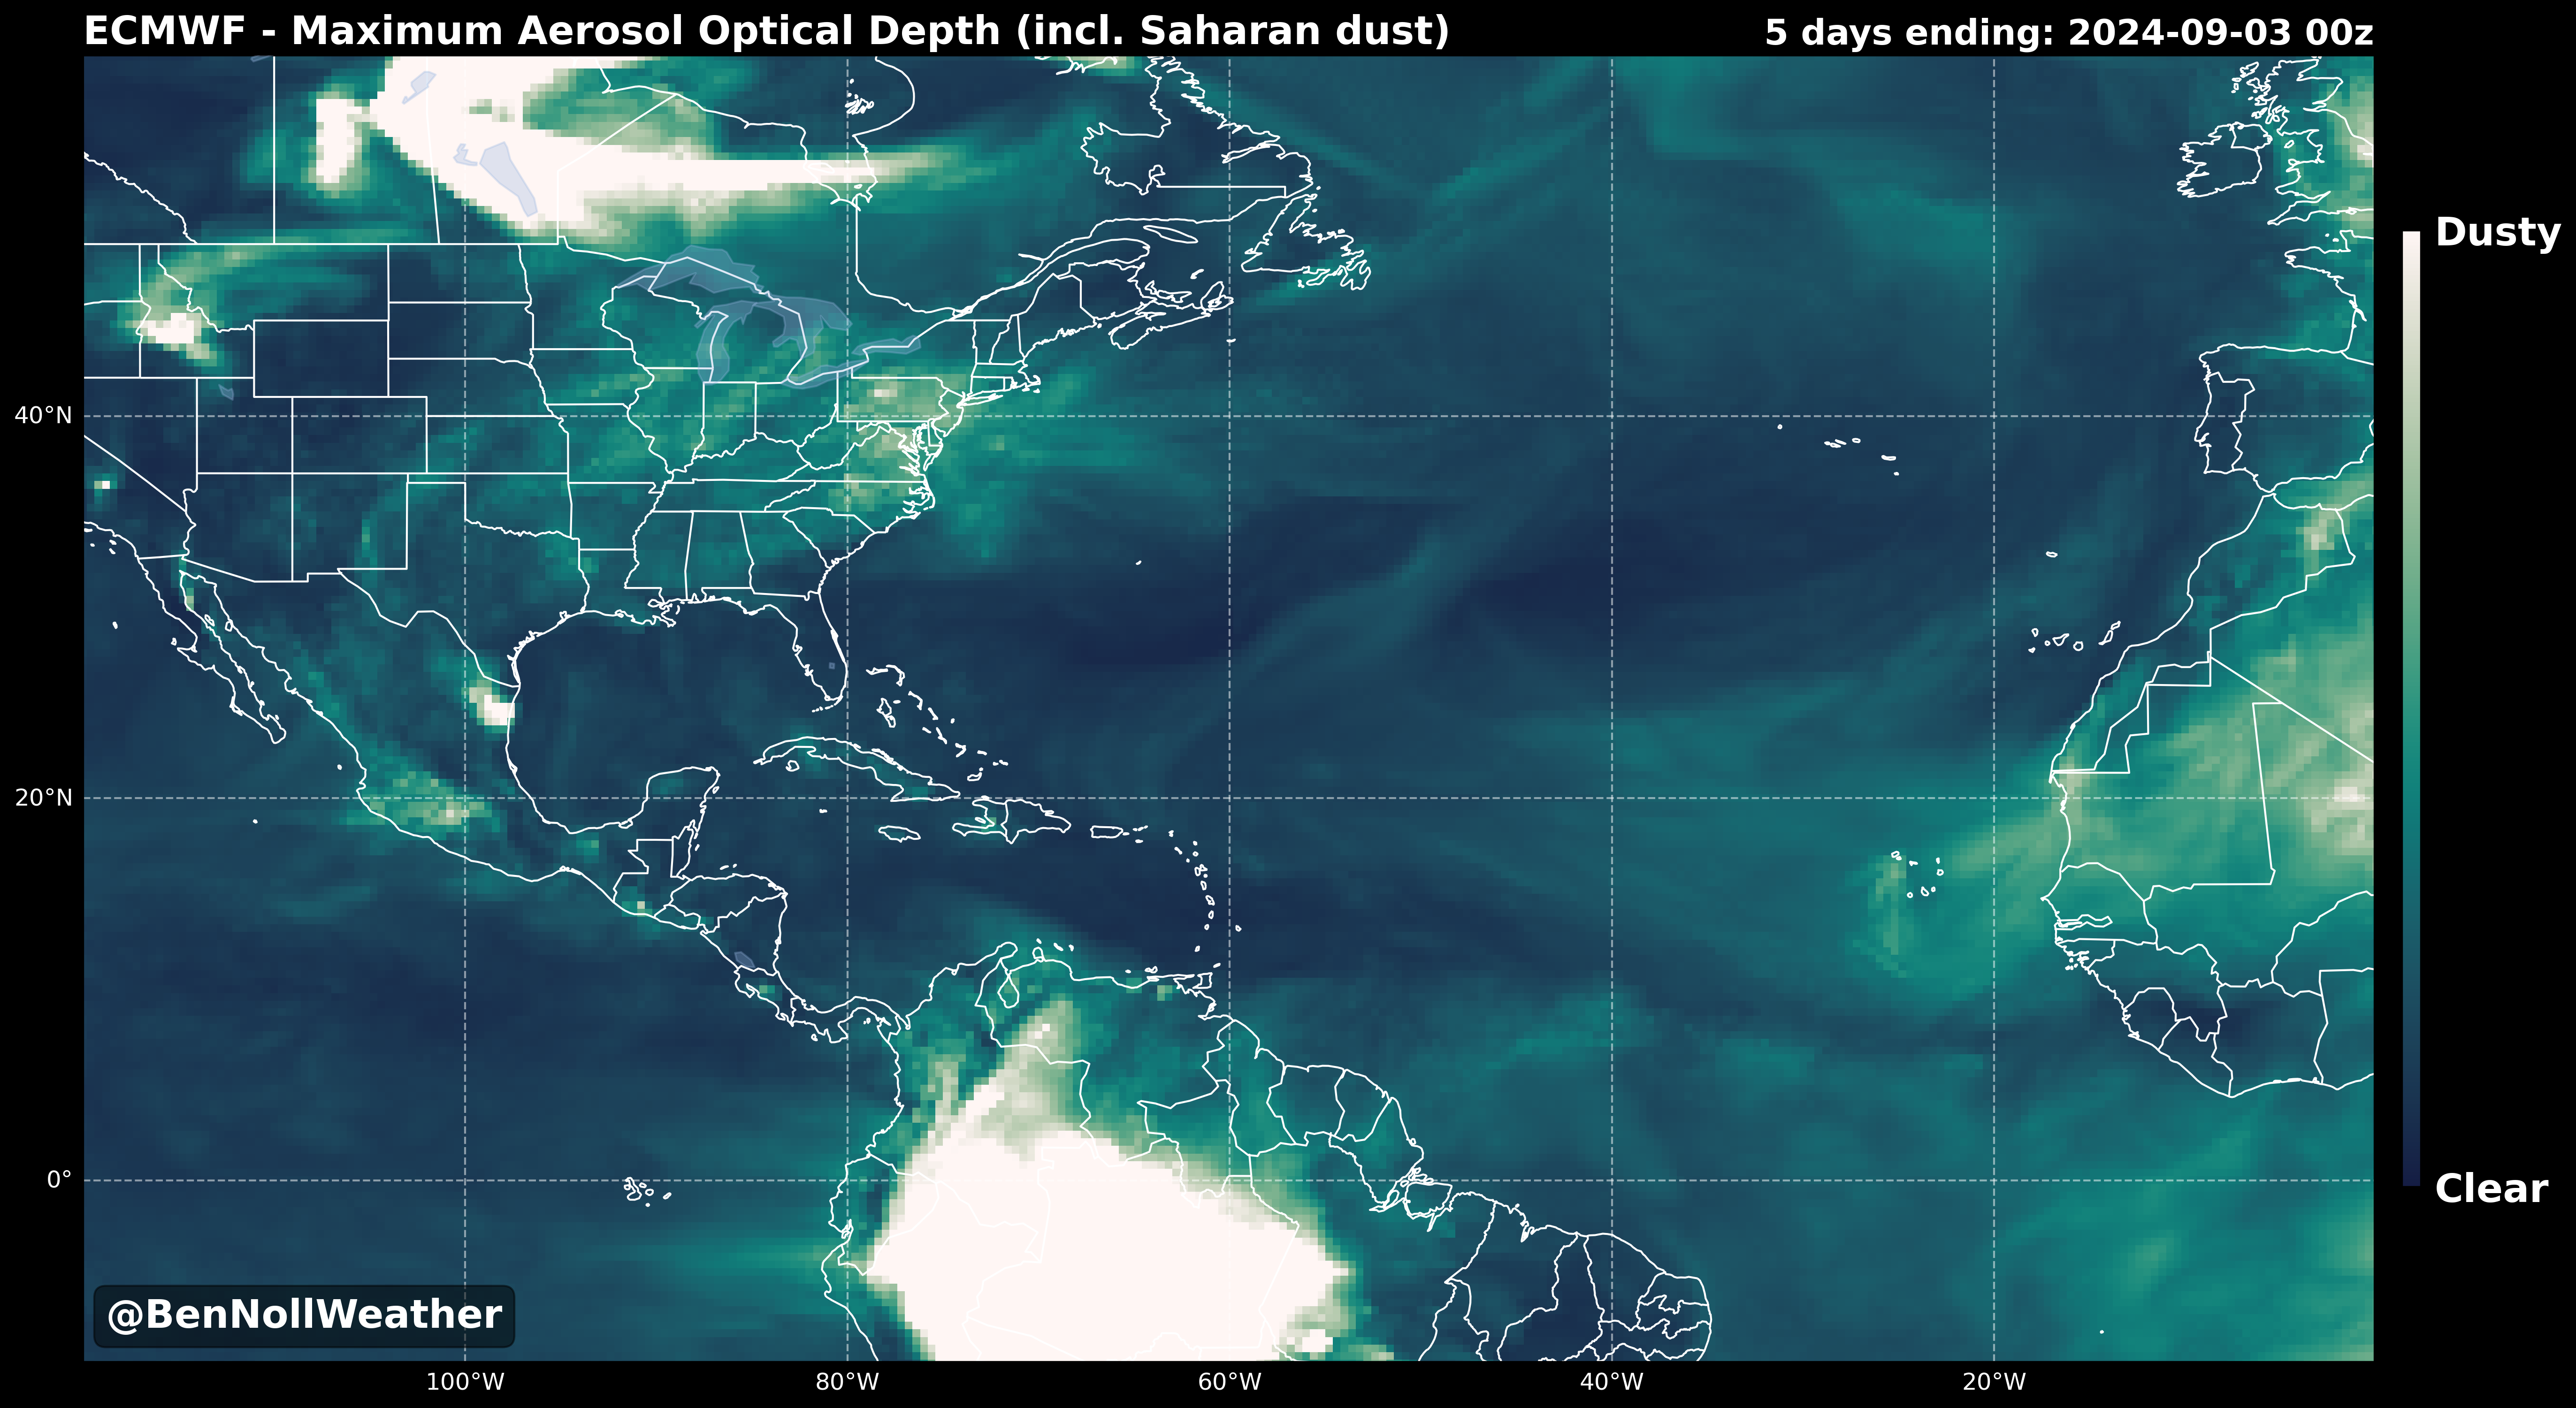 ECMWF - Maximum Aerosol Optical Depth (incl. Saharan dust)
5 days ending: 2024-09-03 00z
Dusty
40°N
20°N
0°
Clear
@BenNollWeather
100°W
80°W
60°W
40°W
20°W